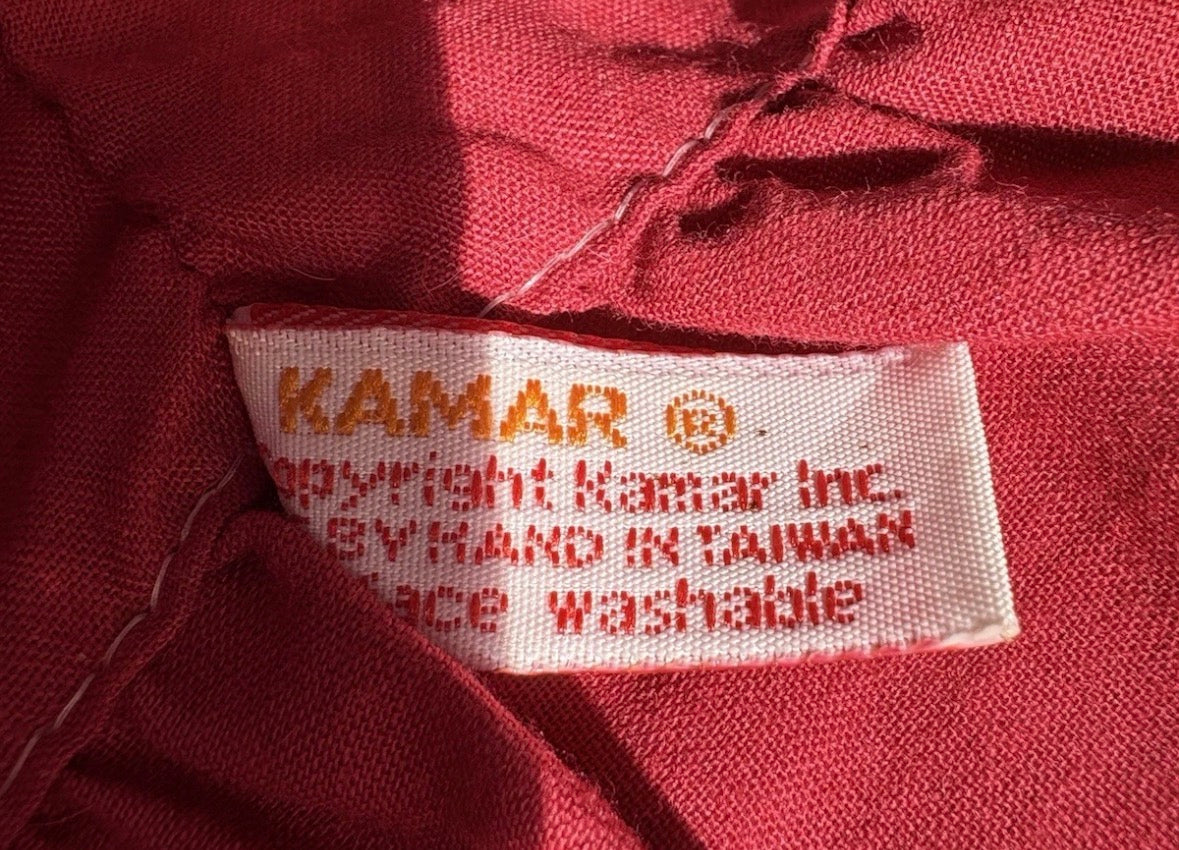 KAMAR ®
opyright Kamar Inc.
BY HAND IN TAIWAN
ace washable